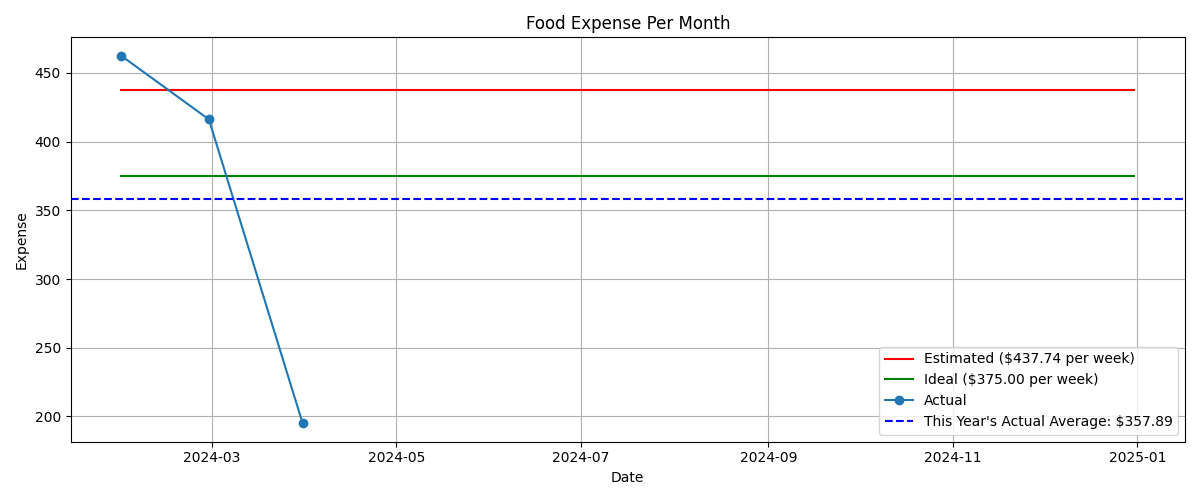 Food Expense Per Month
Expense
450
400
350
300
250
200
Estimated ($437.74 per week)
Ideal ($375.00 per week)
Actual
This Year's Actual Average: $357.89
2024-03 2024-05 2024-07 2024-09 2024-11 2025-01
Date